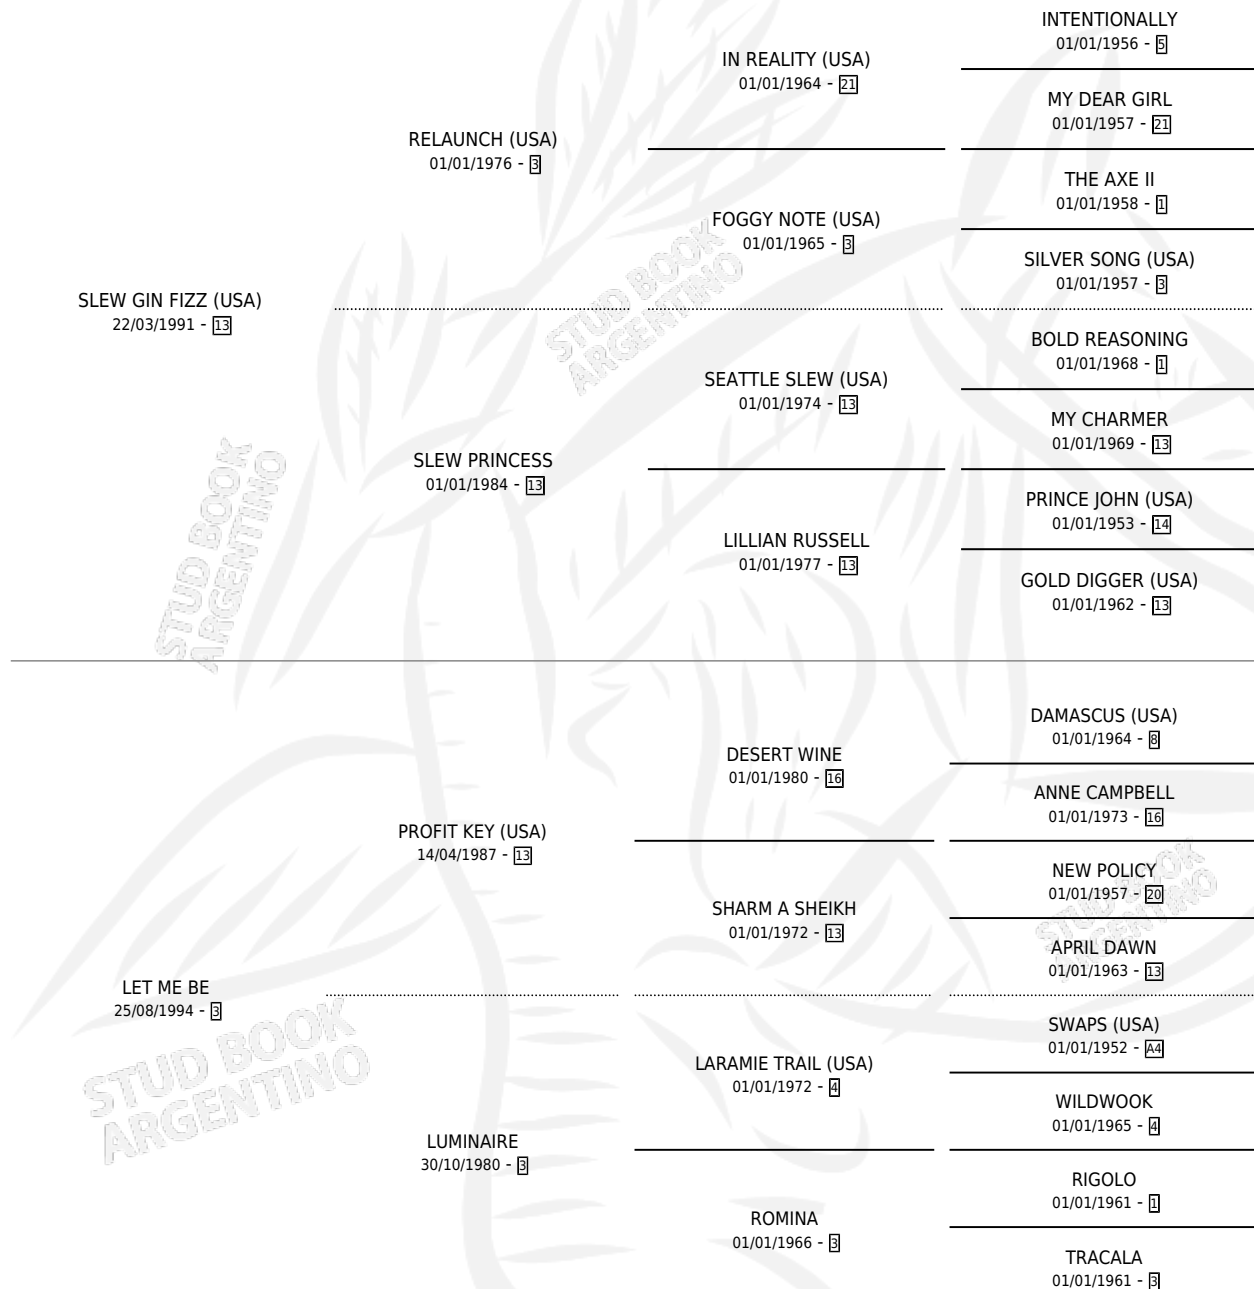 INTENTIONALLY
01/01/1956 - 5
IN REALITY (USA)
01/01/1964 - 21
MY DEAR GIRL
01/01/1957 - 21
RELAUNCH (USA)
01/01/1976 - 3
THE AXE II
01/01/1958 - 1
FOGGY NOTE (USA)
01/01/1965 - 3
SILVER SONG (USA)
01/01/1957 - 3
SLEW GIN FIZZ (USA)
22/03/1991 - 13
BOLD REASONING
01/01/1968 - 1
SEATTLE SLEW (USA)
01/01/1974 - 13
MY CHARMER
01/01/1969 - 13
SLEW PRINCESS
01/01/1984 - 13
PRINCE JOHN (USA)
01/01/1953 - 14
LILLIAN RUSSELL
01/01/1977 - 13
GOLD DIGGER (USA)
01/01/1962 - 13
DAMASCUS (USA)
01/01/1964 - 8
DESERT WINE
01/01/1980 - 16
ANNE CAMPBELL
01/01/1973 - 16
PROFIT KEY (USA)
14/04/1987 - 13
NEW POLICY
01/01/1957 - 20
SHARM A SHEIKH
01/01/1972 - 13
APRIL DAWN
01/01/1963 - 13
LET ME BE
25/08/1994 - 3
SWAPS (USA)
01/01/1952 - A4
LARAMIE TRAIL (USA)
01/01/1972 - 4
WILDWOOK
01/01/1965 - 4
LUMINAIRE
30/10/1980 - 3
RIGOLO
01/01/1961 - 1
ROMINA
01/01/1966 - 3
TRACALA
01/01/1961 - 3
STUD BOOK
ARGENTINO
STUD BOOK
ARGENTINO
STUD BOOK
ARGENTINO
STUD BOOK
ARGENTINO